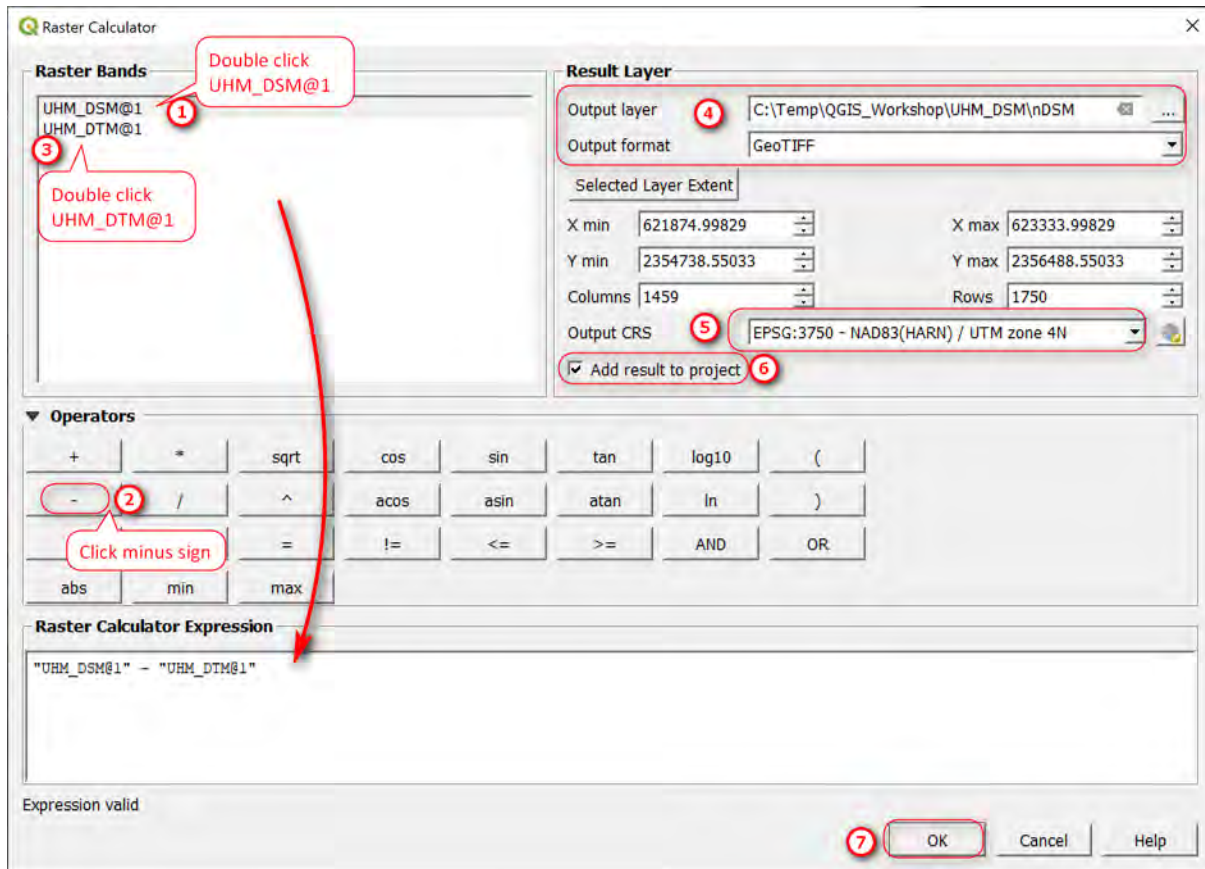 Raster Calculator
Raster Bands
Double click
UHM_DSM@1
UHM_DSM@1
1
UHM_DTM@1
3
Double click
UHM_DTM@1
Result Layer
Output layer
4
C:\Temp\QGIS_Workshop\UHM_DSM\nDSM
...
Output format
GeoTIFF
Selected Layer Extent
X min 621874.99829 X max 623333.99829
Y min 2354738.55033 Y max 2356488.55033
Columns 1459 Rows 1750
Output CRS 5 EPSG:3750 - NAD83(HARN) / UTM zone 4N
Add result to project 6
Operators
+ * sqrt cos sin tan log10 (
- 2 / ^ acos asin atan ln )
Click minus sign
= != <= >= AND OR
abs min max
Raster Calculator Expression
"UHM_DSM@1" - "UHM_DTM@1"
Expression valid
7 OK Cancel Help